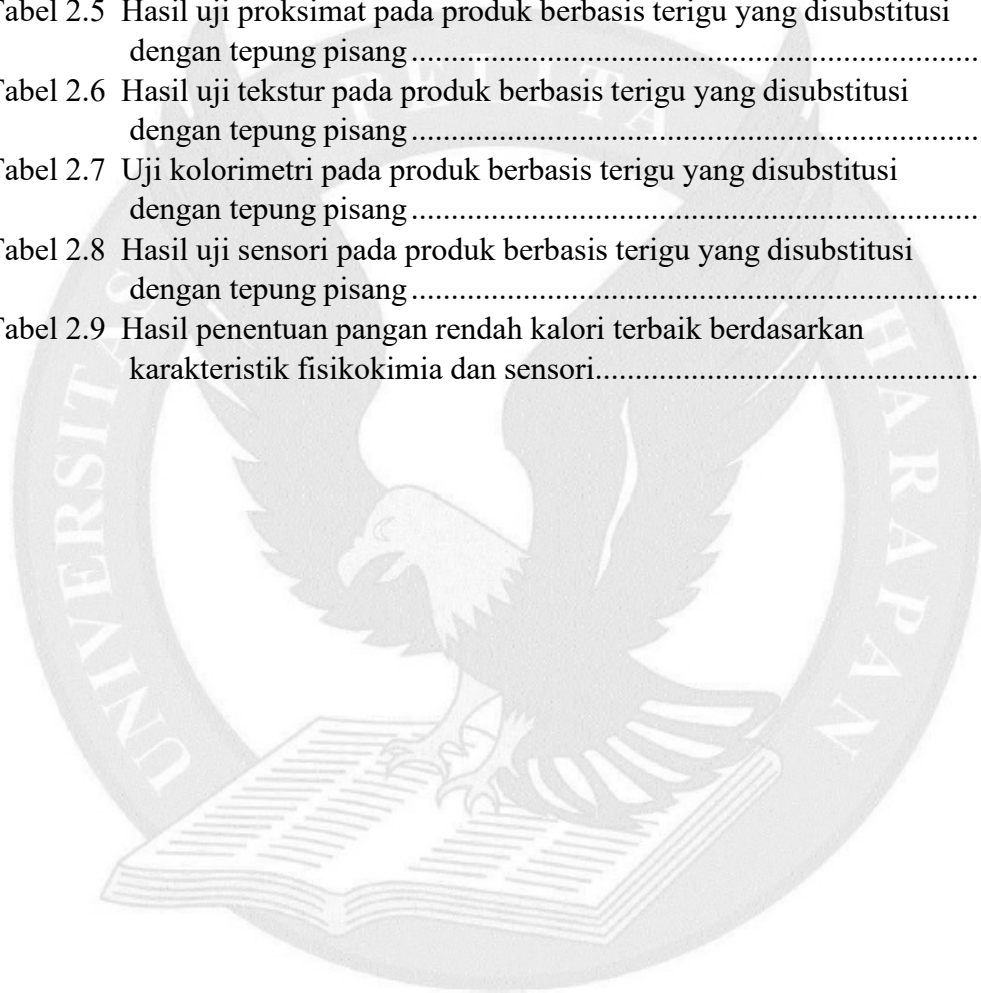 Tabel 2.5 Hasil uji proksimat pada produk berbasis terigu yang disubstitusi
dengan tepung pisang
Tabel 2.6 Hasil uji tekstur pada produk berbasis terigu yang disubstitusi
dengan tepung pisang
Tabel 2.7 Uji kolorimetri pada produk berbasis terigu yang disubstitusi
dengan tepung pisang
Tabel 2.8 Hasil uji sensori pada produk berbasis terigu yang disubstitusi
dengan tepung pisang
Tabel 2.9 Hasil penentuan pangan rendah kalori terbaik berdasarkan
karakteristik fisikokimia dan sensori
UNIVERSITAS PELITA HARAPAN